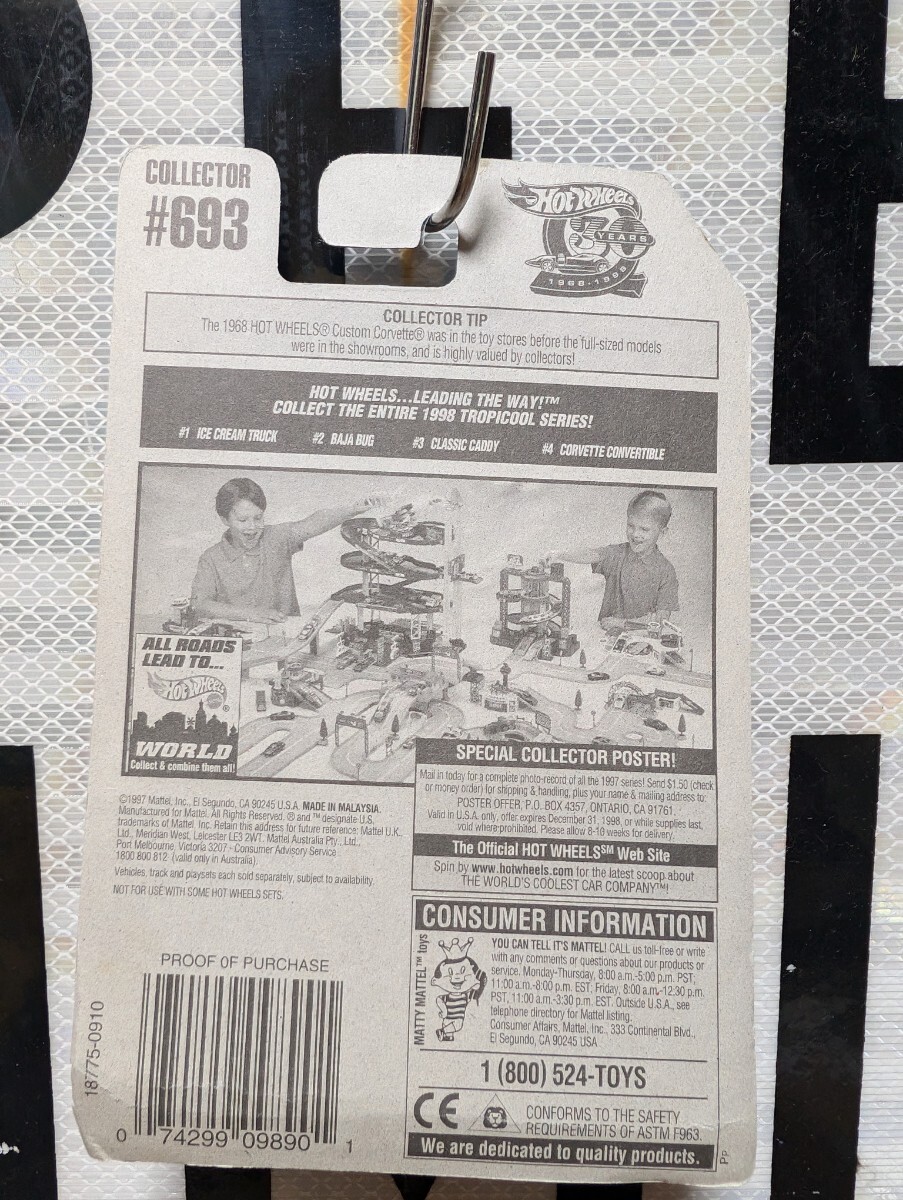 COLLECTOR
#693
HOT WHEELS
30
YEARS
1968-1998
COLLECTOR TIP
The 1968 HOT WHEELS® Custom Corvette® was in the toy stores before the full-sized models
were in the showrooms, and is highly valued by collectors!
HOT WHEELS...LEADING THE WAY!™
COLLECT THE ENTIRE 1998 TROPICOOL SERIES!
#1 ICE CREAM TRUCK #2 BAJA BUG #3 CLASSIC CADDY #4 CORVETTE CONVERTIBLE
ALL ROADS
LEAD TO...
HOT WHEELS®
WORLD
Collect & combine them all!
SPECIAL COLLECTOR POSTER!
Mail in today for a complete photo-record of all the 1997 series! Send $1.50 (check
or money order) for shipping & handling, plus your name & mailing address to:
POSTER OFFER, P.O. BOX 4357, ONTARIO, CA 91761
Valid in U.S.A. only, offer expires December 31, 1998, or while supplies last,
void where prohibited. Please allow 8-10 weeks for delivery.
The Official HOT WHEELS℠ Web Site
Spin by www.hotwheels.com for the latest scoop about
THE WORLD'S COOLEST CAR COMPANY™!
©1997 Mattel, Inc., El Segundo, CA 90245 U.S.A. MADE IN MALAYSIA.
Manufactured for Mattel. All Rights Reserved. ® and ™ designate U.S.
trademarks of Mattel, Inc. Retain this address for future reference: Mattel U.K.
Ltd., Meridian West, Leicester LE3 2WT. Mattel Australia Pty., Ltd.,
Port Melbourne, Victoria 3207 - Consumer Advisory Service
1800 800 812 (valid only in Australia).
Vehicles, track and playsets each sold separately, subject to availability.
NOT FOR USE WITH SOME HOT WHEELS SETS.
CONSUMER INFORMATION
MATTY MATTEL™ toys
YOU CAN TELL IT'S MATTEL! CALL us toll-free or write
with any comments or questions about our products or
service. Monday-Thursday, 8:00 a.m.-5:00 p.m. PST,
11:00 a.m.-8:00 p.m. EST; Friday, 8:00 a.m.-12:30 p.m.
PST, 11:00 a.m.-3:30 p.m. EST. Outside U.S.A., see
telephone directory for Mattel listing.
Consumer Affairs, Mattel, Inc., 333 Continental Blvd.,
El Segundo, CA 90245 USA
1 (800) 524-TOYS
CE
CONFORMS TO THE SAFETY
REQUIREMENTS OF ASTM F963.
We are dedicated to quality products.
PP
PROOF OF PURCHASE
18775-0910
0 74299 09890 1